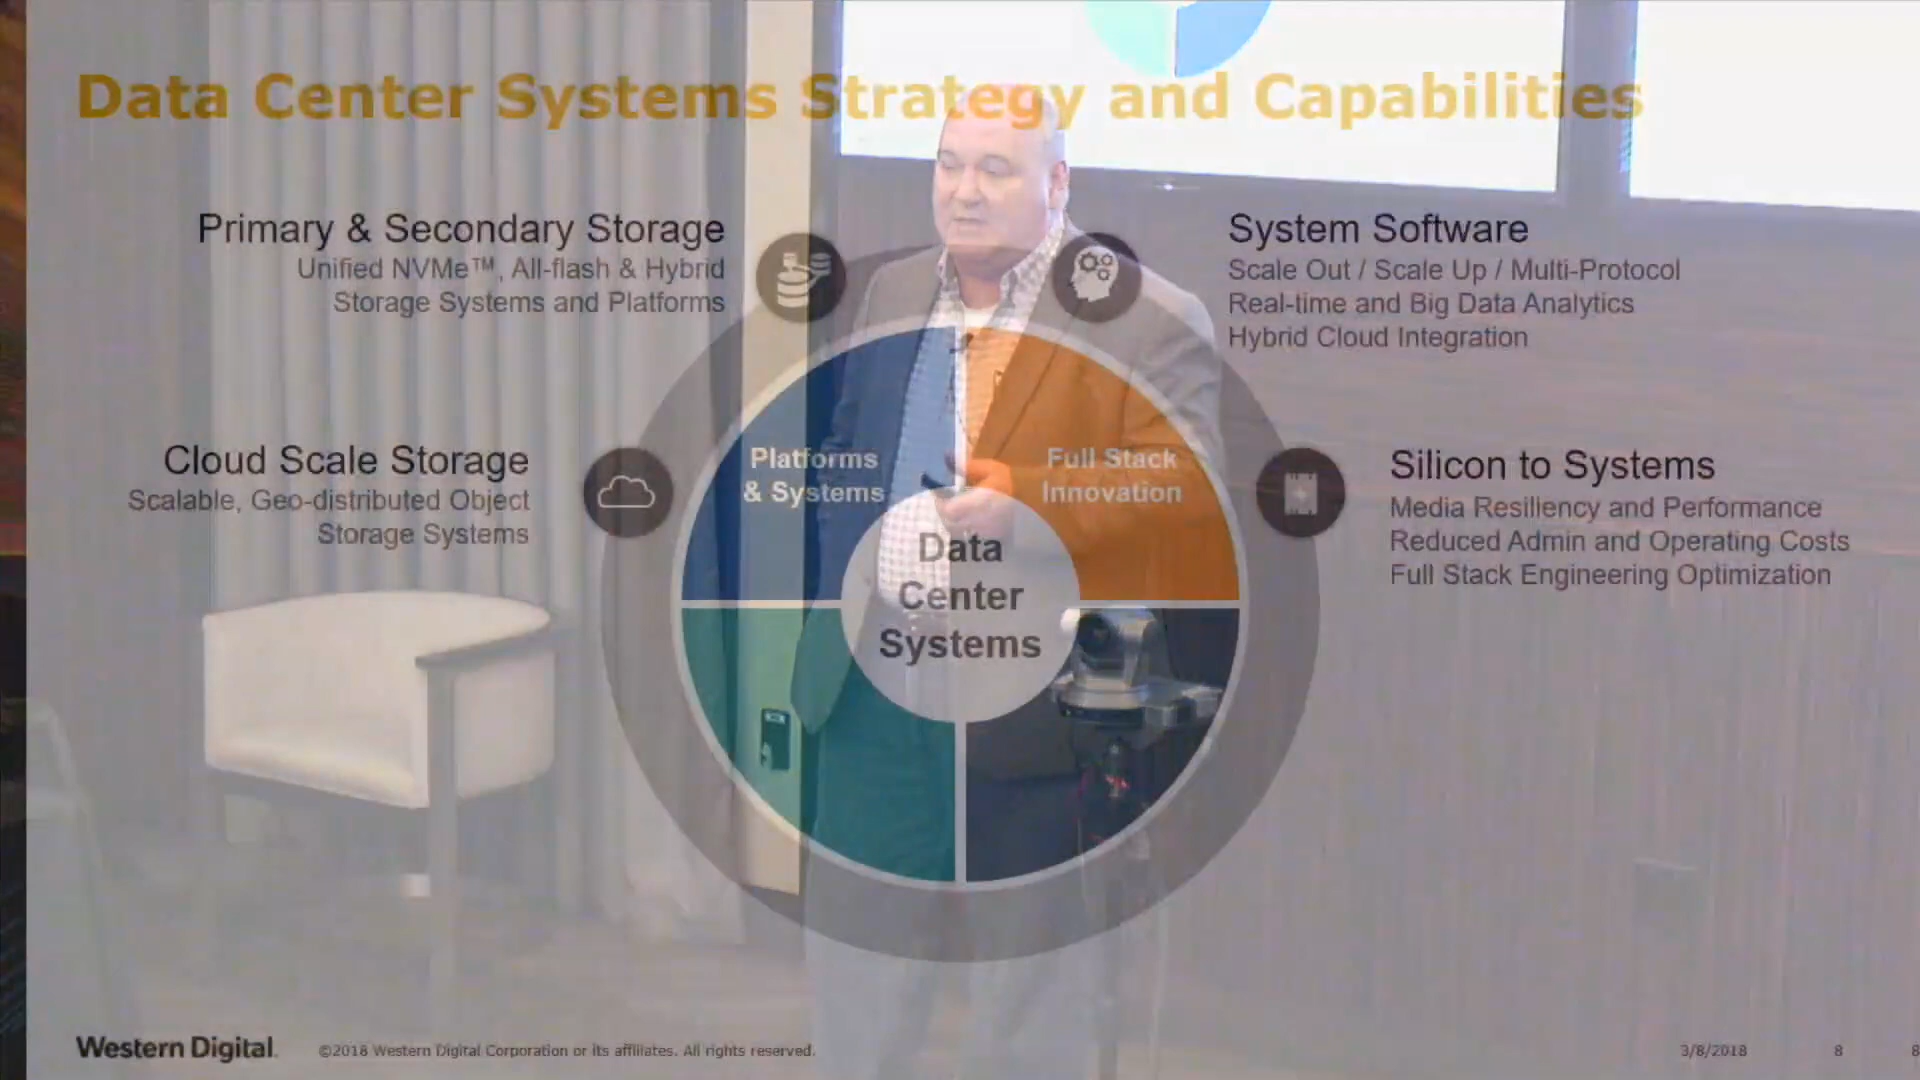 Data Center Systems Strategy and Capabilities
Primary & Secondary Storage
Unified NVMe™, All-flash & Hybrid
Storage Systems and Platforms
System Software
Scale Out / Scale Up / Multi-Protocol
Real-time and Big Data Analytics
Hybrid Cloud Integration
Cloud Scale Storage
Scalable, Geo-distributed Object
Storage Systems
Platforms
& Systems
Full Stack
Innovation
Silicon to Systems
Media Resiliency and Performance
Reduced Admin and Operating Costs
Full Stack Engineering Optimization
Data
Center
Systems
Western Digital.
©2018 Western Digital Corporation or its affiliates. All rights reserved.
3/8/2018
8
8